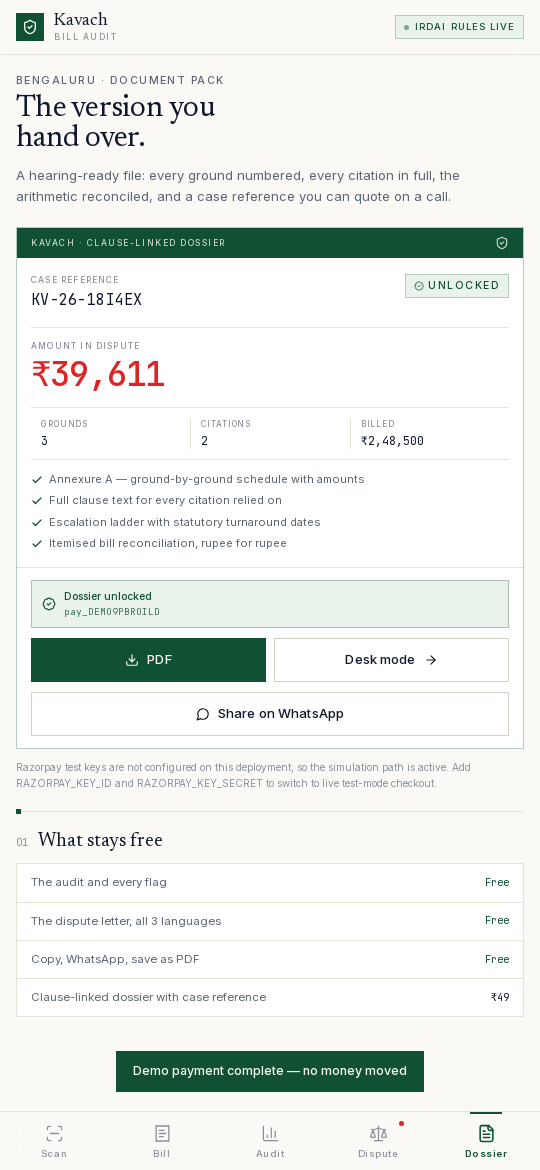 Kavach
BILL AUDIT
IRDAI RULES LIVE
BENGALURU · DOCUMENT PACK
The version you
hand over.
A hearing-ready file: every ground numbered, every citation in full, the
arithmetic reconciled, and a case reference you can quote on a call.
KAVACH · CLAUSE-LINKED DOSSIER
CASE REFERENCE
KV-26-18I4EX
UNLOCKED
AMOUNT IN DISPUTE
₹39,611
GROUNDS
3
CITATIONS
2
BILLED
₹2,48,500
Annexure A — ground-by-ground schedule with amounts
Full clause text for every citation relied on
Escalation ladder with statutory turnaround dates
Itemised bill reconciliation, rupee for rupee
Dossier unlocked
pay_DEMO9PBROILD
PDF
Desk mode
Share on WhatsApp
Razorpay test keys are not configured on this deployment, so the simulation path is active. Add
RAZORPAY_KEY_ID and RAZORPAY_KEY_SECRET to switch to live test-mode checkout.
01 What stays free
The audit and every flag Free
The dispute letter, all 3 languages Free
Copy, WhatsApp, save as PDF Free
Clause-linked dossier with case reference ₹49
Demo payment complete — no money moved
Scan
Bill
Audit
Dispute
Dossier